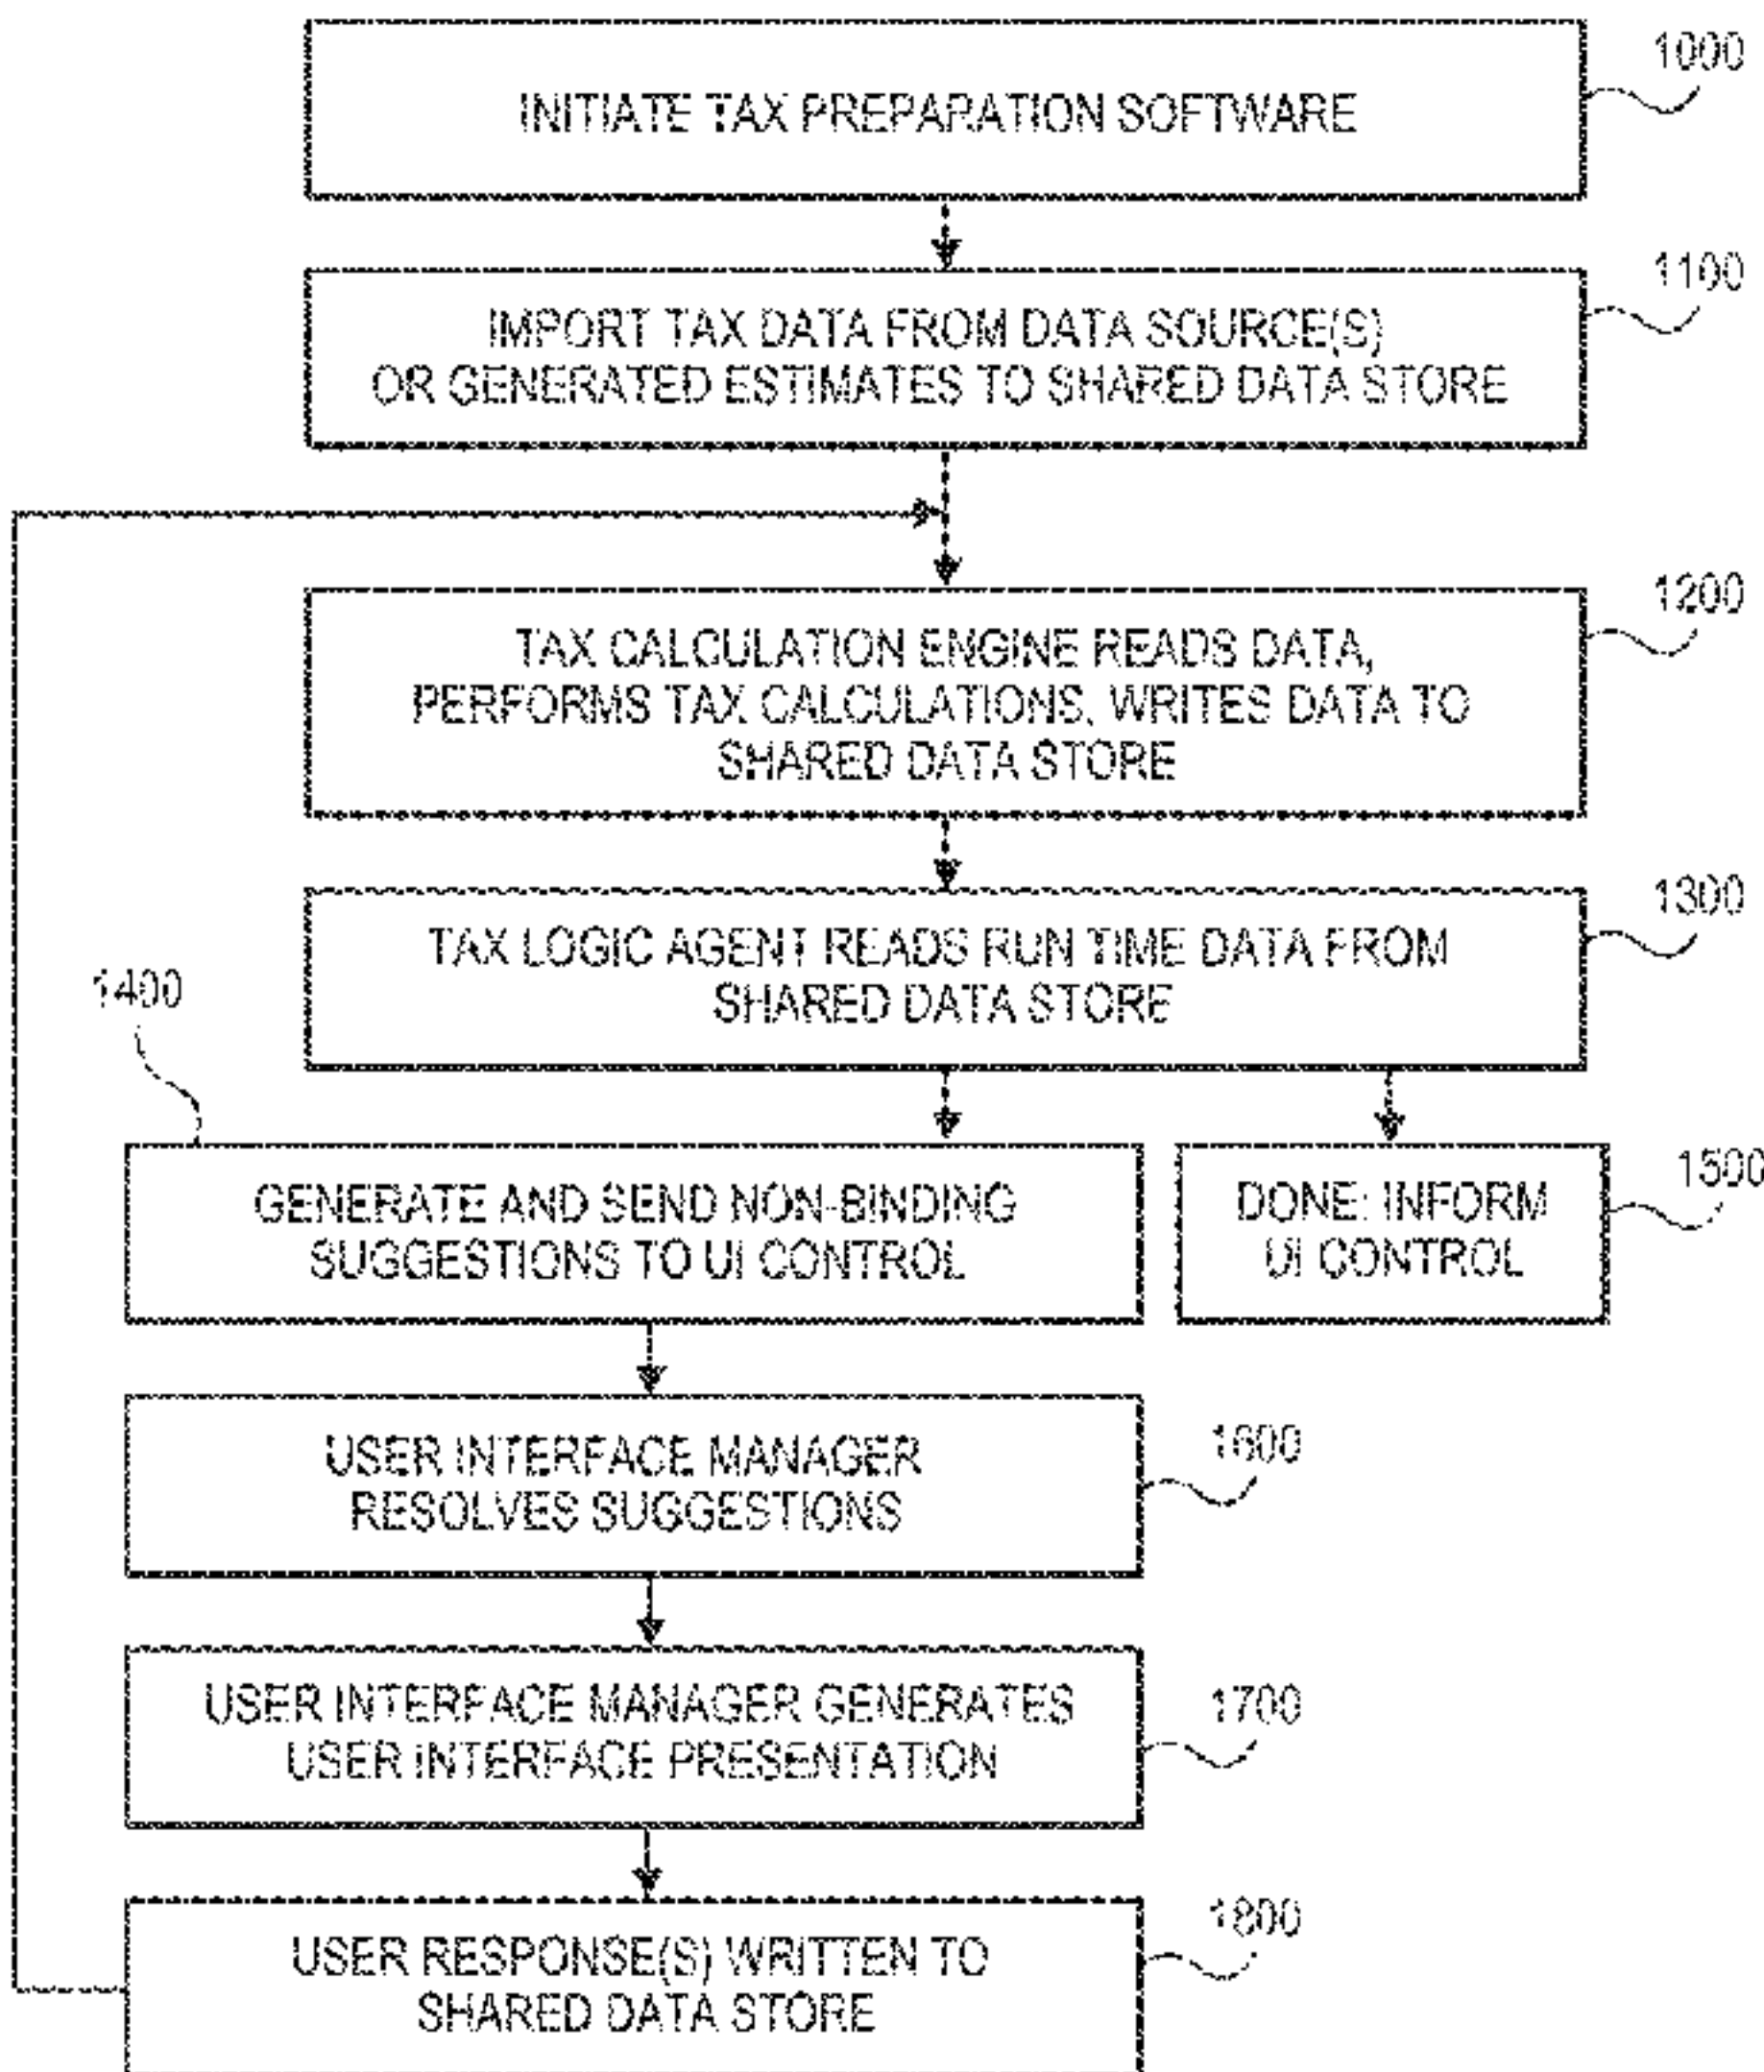 1000
INITIATE TAX PREPARATION SOFTWARE
1100
IMPORT TAX DATA FROM DATA SOURCE(S)
OR GENERATED ESTIMATES TO SHARED DATA STORE
1200
TAX CALCULATION ENGINE READS DATA,
PERFORMS TAX CALCULATIONS, WRITES DATA TO
SHARED DATA STORE
1300
TAX LOGIC AGENT READS RUN TIME DATA FROM
SHARED DATA STORE
1400
GENERATE AND SEND NON-BINDING
SUGGESTIONS TO UI CONTROL
1500
DONE: INFORM
UI CONTROL
1600
USER INTERFACE MANAGER
RESOLVES SUGGESTIONS
1700
USER INTERFACE MANAGER GENERATES
USER INTERFACE PRESENTATION
1800
USER RESPONSE(S) WRITTEN TO
SHARED DATA STORE